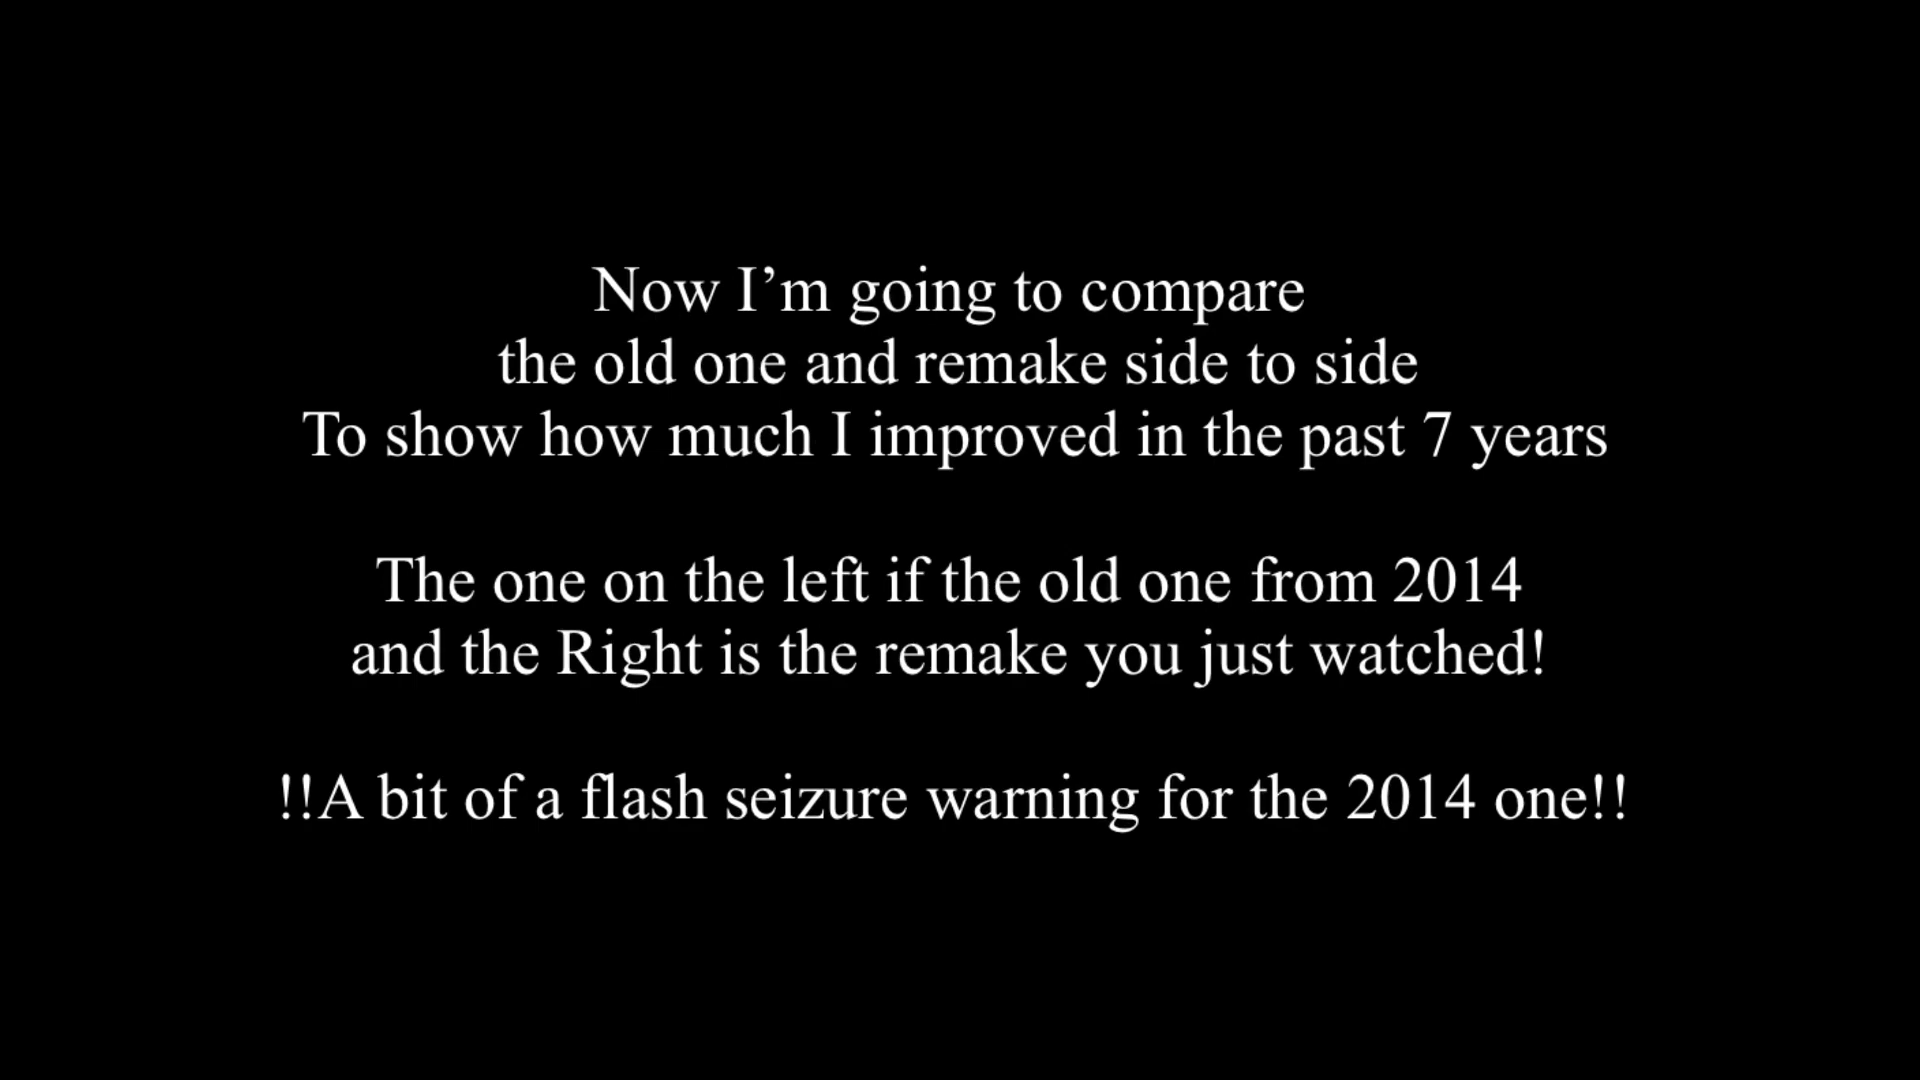 Now I’m going to compare
the old one and remake side to side
To show how much I improved in the past 7 years
The one on the left if the old one from 2014
and the Right is the remake you just watched!
!!A bit of a flash seizure warning for the 2014 one!!